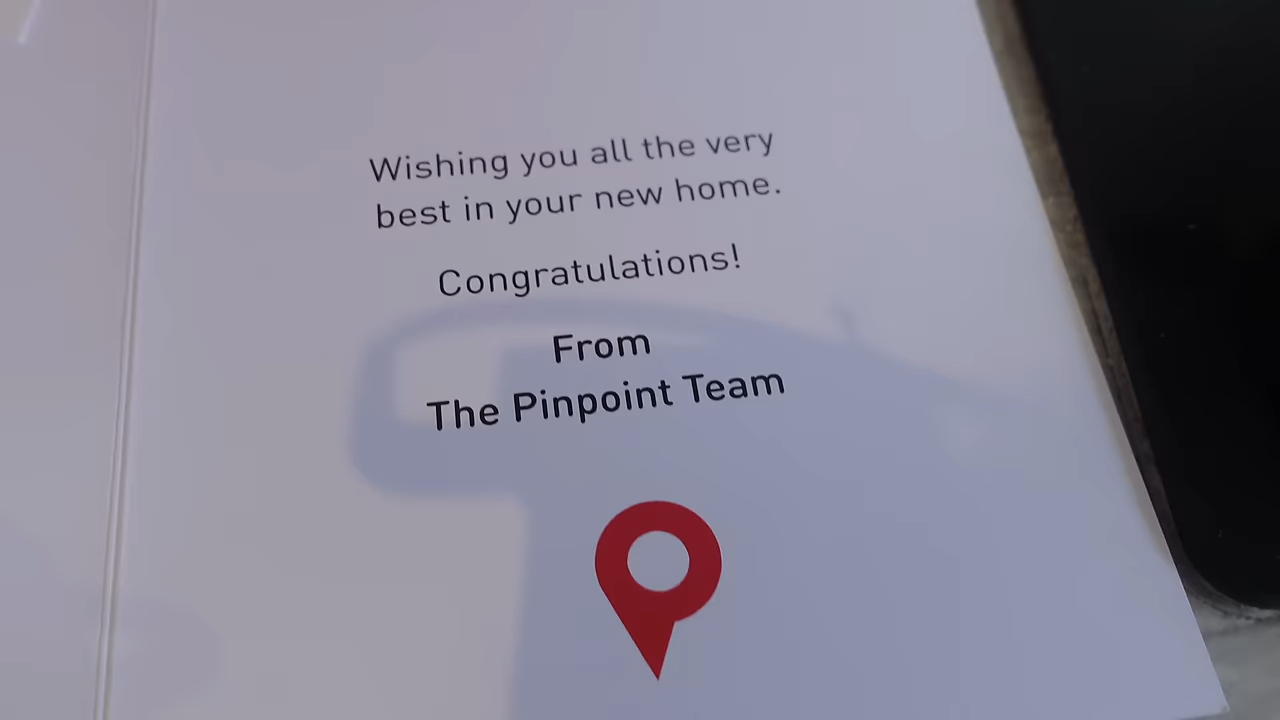 Wishing you all the very
best in your new home.
Congratulations!
From
The Pinpoint Team